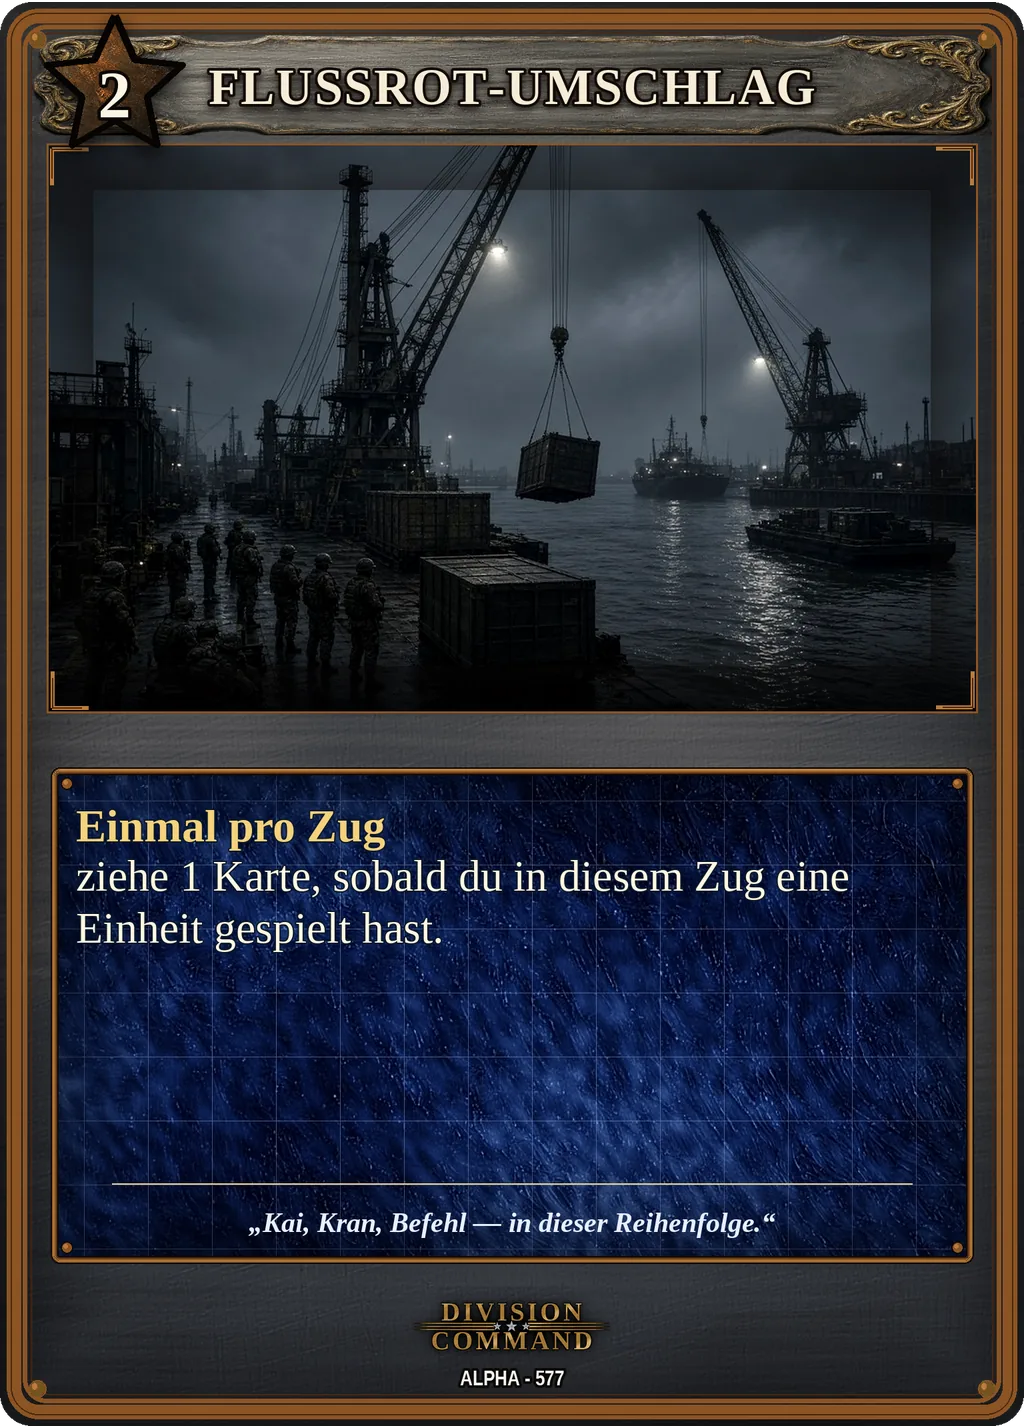 2
FLUSSROT-UMSCHLAG
Einmal pro Zug
ziehe 1 Karte, sobald du in diesem Zug eine
Einheit gespielt hast.
„Kai, Kran, Befehl — in dieser Reihenfolge.“
DIVISION
COMMAND
ALPHA - 577